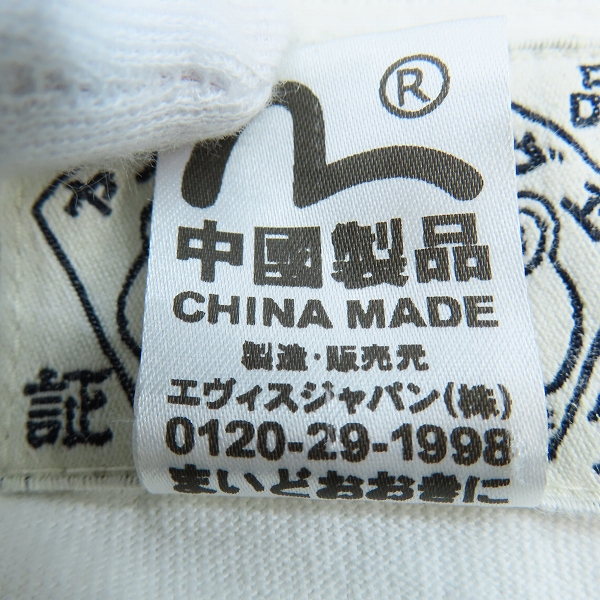 ®
中國製品
CHINA MADE
製造・販売元
エヴィスジャパン(株)
0120-29-1998
まいどおおきに